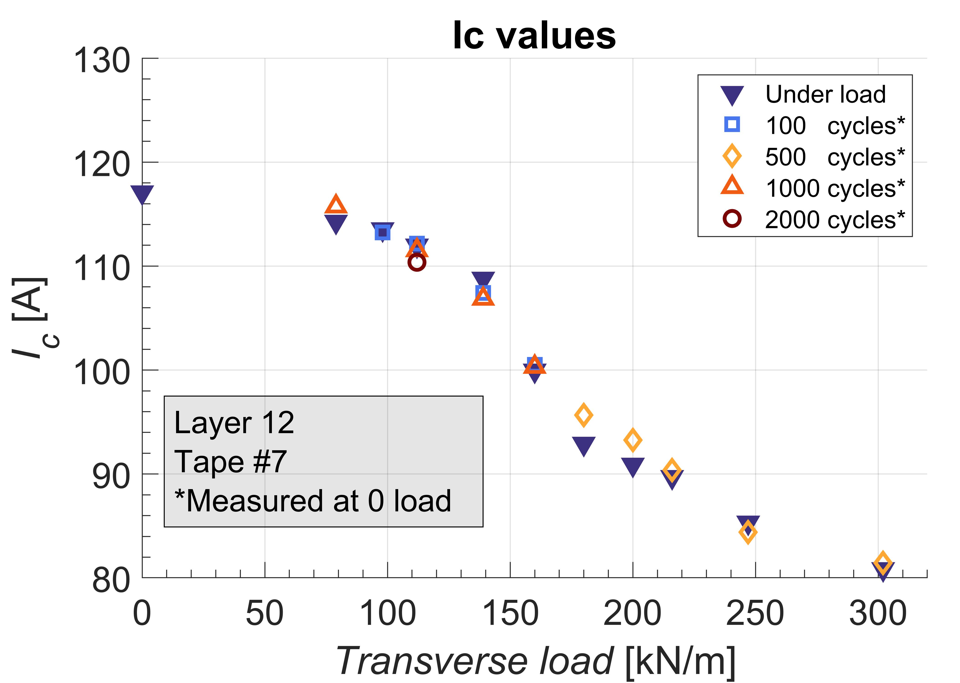 Ic values
130
120
110
100
90
80
I_c [A]
Under load
100 cycles*
500 cycles*
1000 cycles*
2000 cycles*
Layer 12
Tape #7
*Measured at 0 load
0 50 100 150 200 250 300
Transverse load [kN/m]